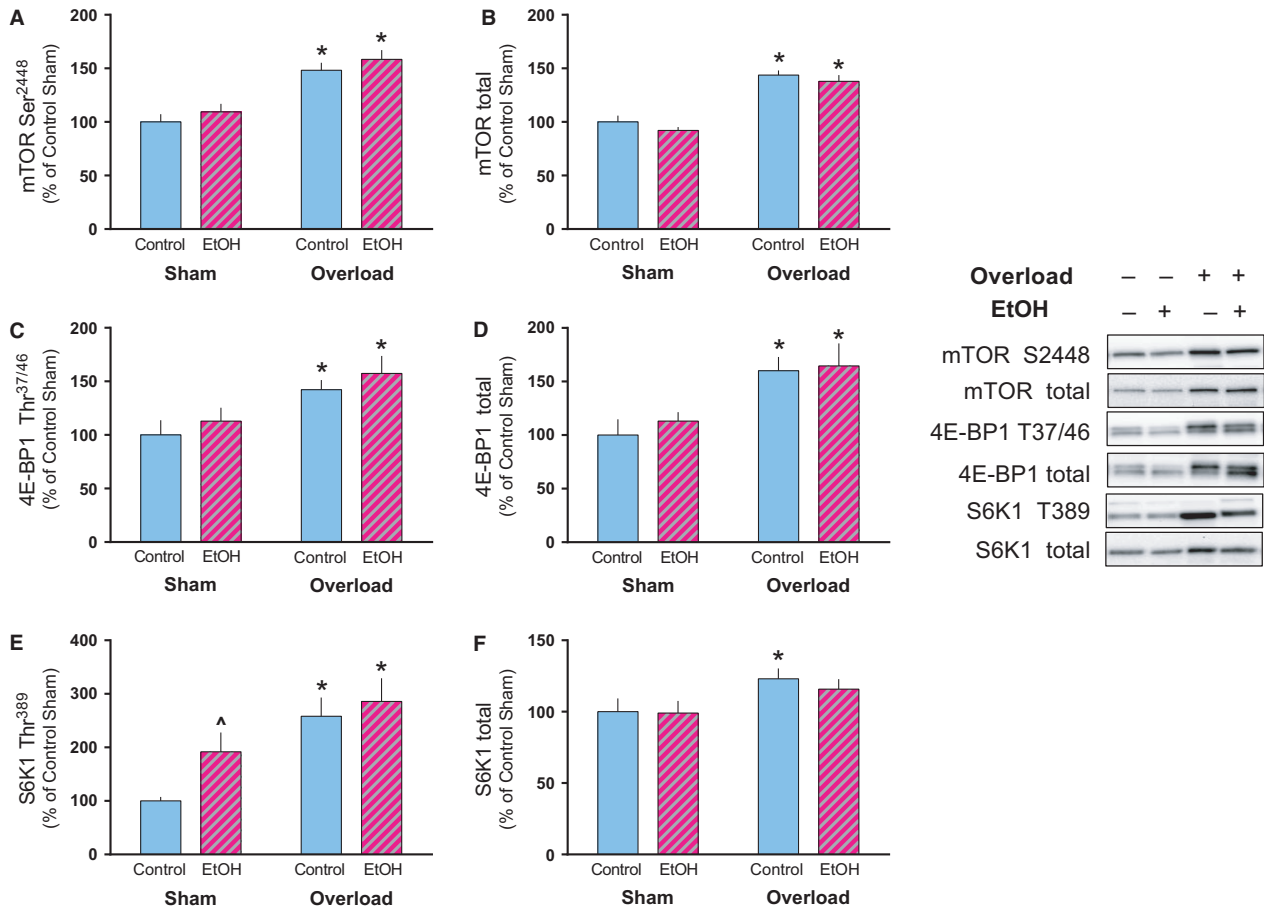 A
mTOR Ser2448
(% of Control Sham)
200
150
100
50
0
*
*
Control
EtOH
Control
EtOH
Sham
Overload
B
mTOR total
(% of Control Sham)
200
150
100
50
0
*
*
Control
EtOH
Control
EtOH
Sham
Overload
C
4E-BP1 Thr37/46
(% of Control Sham)
200
150
100
50
0
*
*
Control
EtOH
Control
EtOH
Sham
Overload
D
4E-BP1 total
(% of Control Sham)
200
150
100
50
0
*
*
Control
EtOH
Control
EtOH
Sham
Overload
Overload – – + +
EtOH – + – +
mTOR S2448
mTOR total
4E-BP1 T37/46
4E-BP1 total
S6K1 T389
S6K1 total
E
S6K1 Thr389
(% of Control Sham)
400
300
200
100
0
^
*
*
Control
EtOH
Control
EtOH
Sham
Overload
F
S6K1 total
(% of Control Sham)
150
100
50
0
*
Control
EtOH
Control
EtOH
Sham
Overload